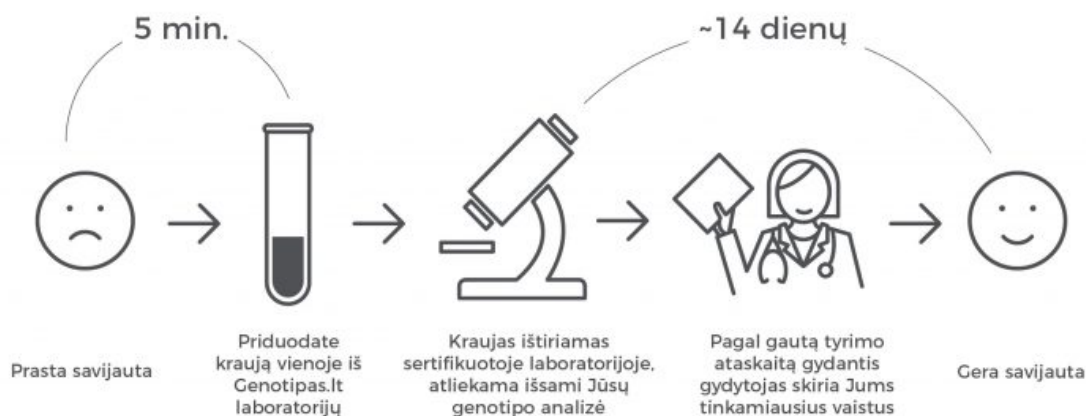 5 min.
~14 dienų
Prasta savijauta
Priduodate
kraują vienoje iš
Genotipas.lt
laboratorijų
Kraujas ištiriamas
sertifikuotoje laboratorijoje,
atliekama išsami Jūsų
genotipo analizė
Pagal gautą tyrimo
ataskaitą gydantis
gydytojas skiria Jums
tinkamiausius vaistus
Gera savijauta